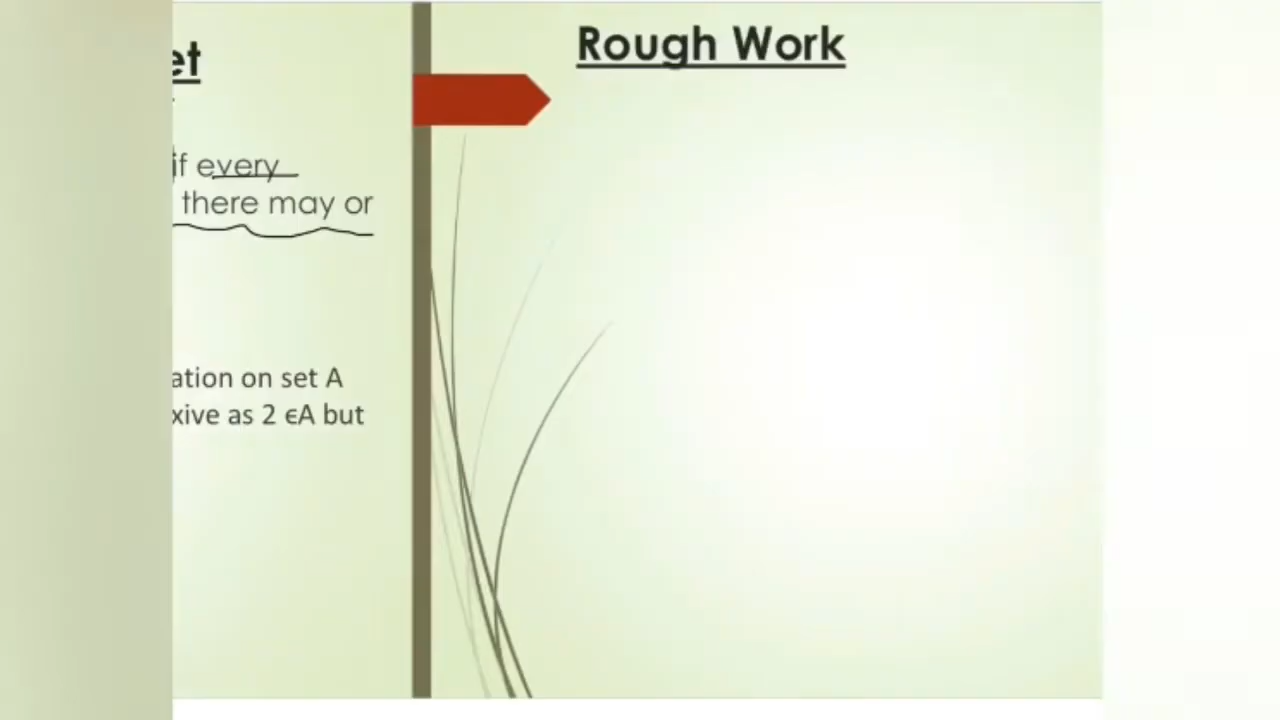 et
Rough Work
if every
there may or
ation on set A
xive as 2 ϵA but